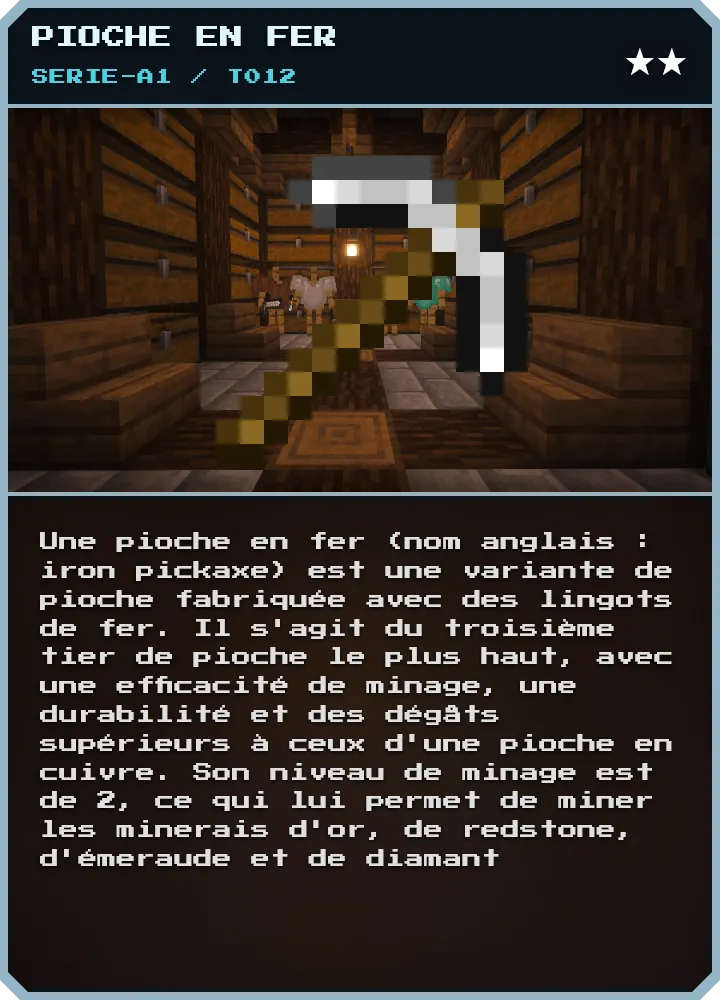 PIOCHE EN FER
SERIE-A1 / T012
★★
Une pioche en fer (nom anglais :
iron pickaxe) est une variante de
pioche fabriquée avec des lingots
de fer. Il s'agit du troisième
tier de pioche le plus haut, avec
une efficacité de minage, une
durabilité et des dégâts
supérieurs à ceux d'une pioche en
cuivre. Son niveau de minage est
de 2, ce qui lui permet de miner
les minerais d'or, de redstone,
d'émeraude et de diamant